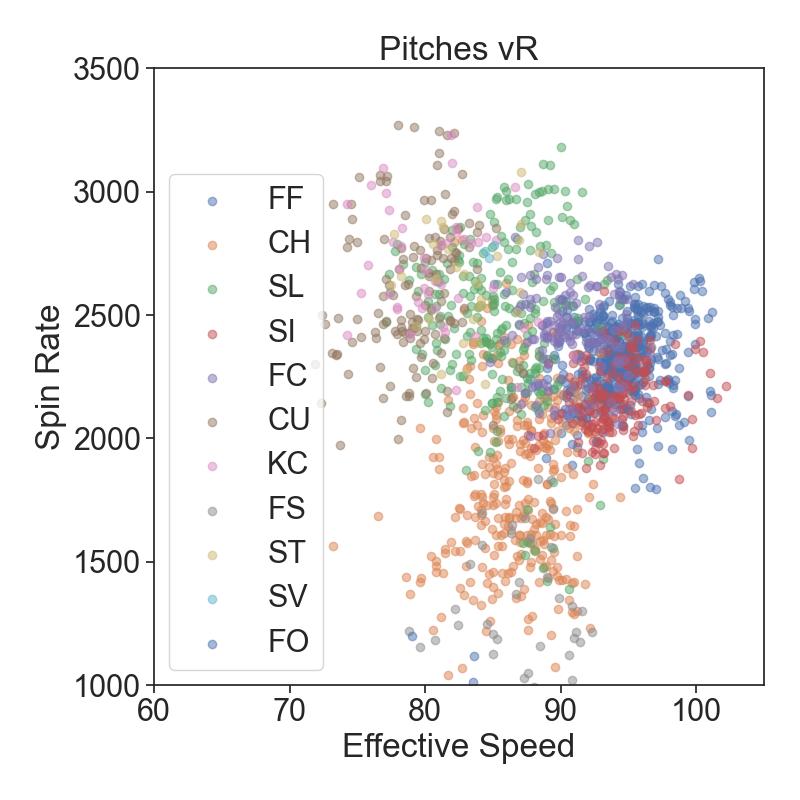 Pitches vR
3500
3000
2500
2000
1500
1000
Spin Rate
FF
CH
SL
SI
FC
CU
KC
FS
ST
SV
FO
60 70 80 90 100
Effective Speed